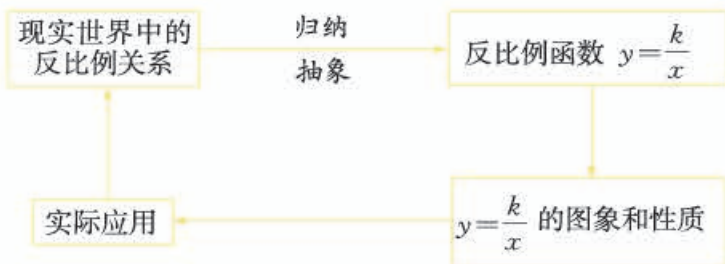 现实世界中的
反比例关系
归纳
抽象
反比例函数 y=k/x
y=k/x 的图象和性质
实际应用